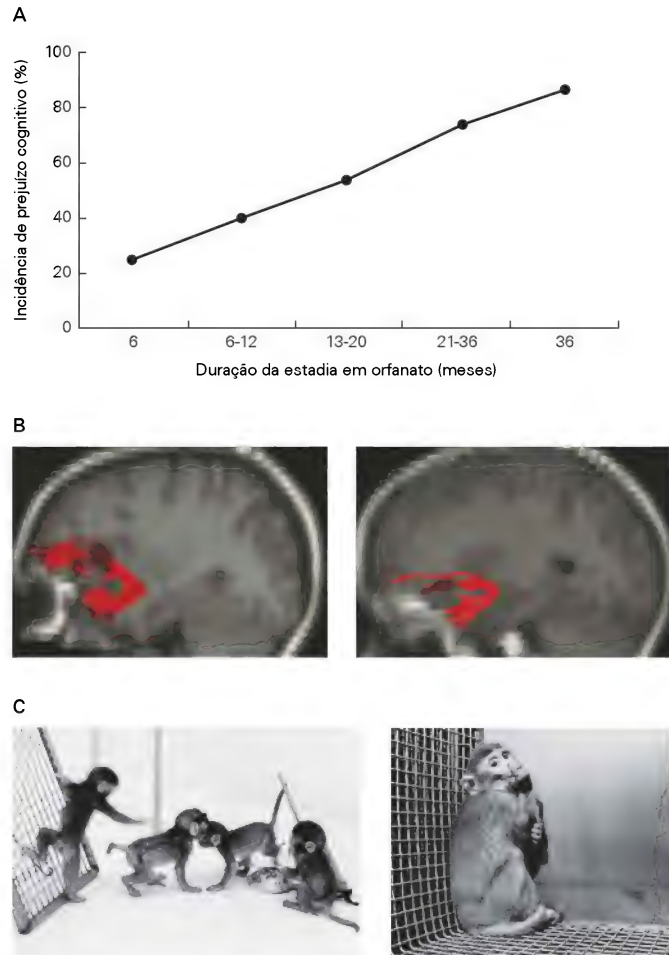 A
Incidência de prejuízo cognitivo (%)
100
80
60
40
20
0
6 6-12 13-20 21-36 36
Duração da estadia em orfanato (meses)
B
C